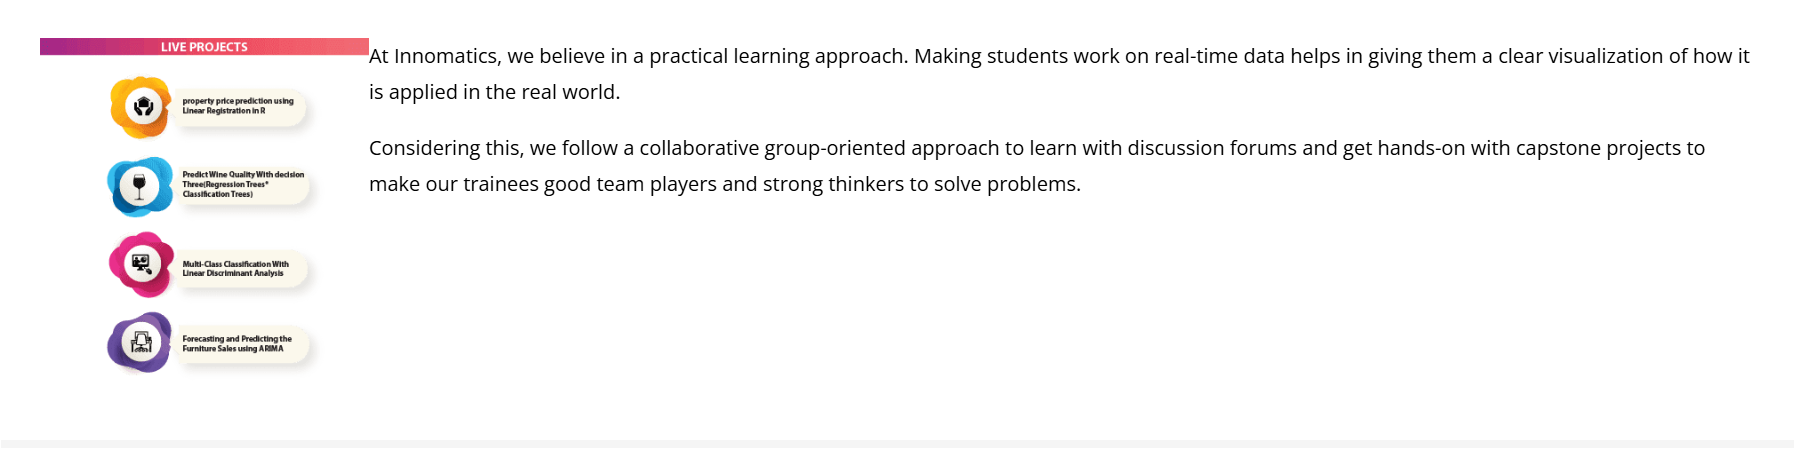 LIVE PROJECTS
property price prediction using
Linear Registration in R
Predict Wine Quality With decision
Three(Regression Trees*
Classification Trees)
Multi-Class Classification With
Linear Discriminant Analysis
Forecasting and Predicting the
Furniture Sales using ARIMA
At Innomatics, we believe in a practical learning approach. Making students work on real-time data helps in giving them a clear visualization of how it
is applied in the real world.
Considering this, we follow a collaborative group-oriented approach to learn with discussion forums and get hands-on with capstone projects to
make our trainees good team players and strong thinkers to solve problems.